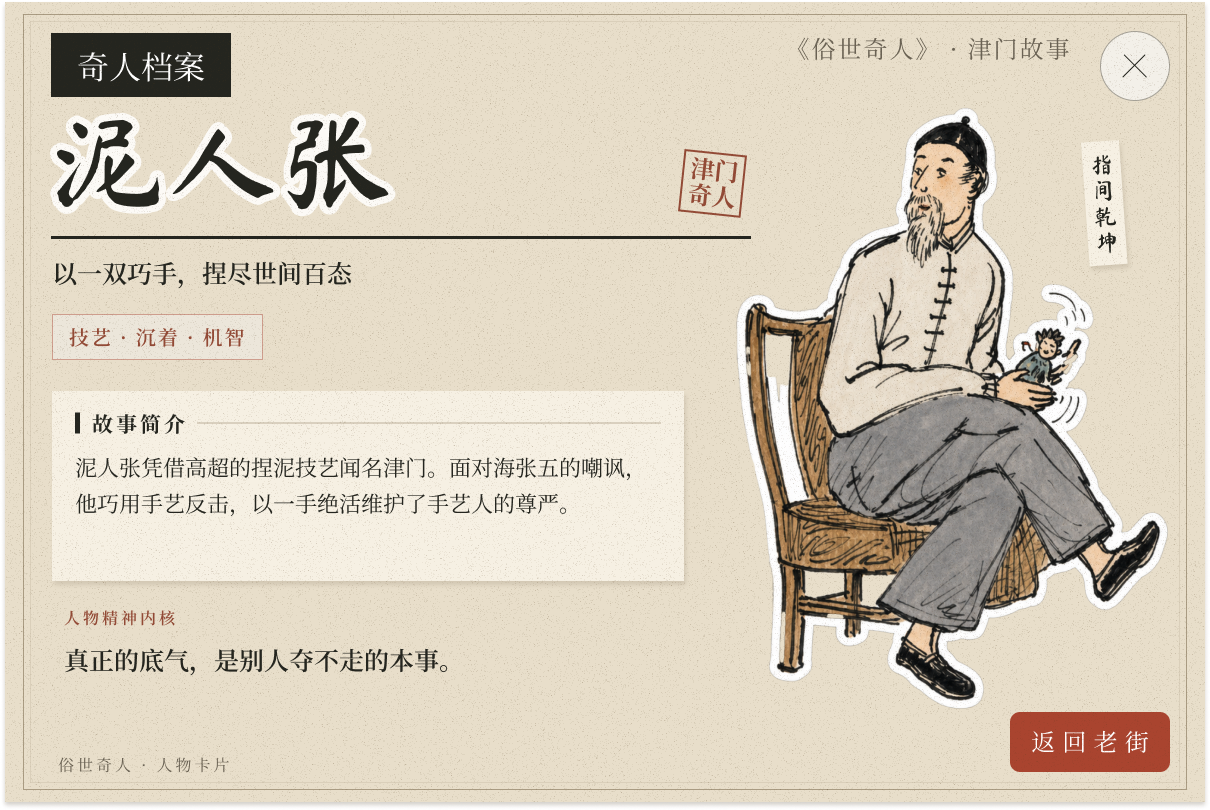 奇人档案
《俗世奇人》 · 津门故事
泥人张
津门
奇人
指间乾坤
以一双巧手，捏尽世间百态
技艺 · 沉着 · 机智
故事简介
泥人张凭借高超的捏泥技艺闻名津门。面对海张五的嘲讽，
他巧用手艺反击，以一手绝活维护了手艺人的尊严。
人物精神内核
真正的底气，是别人夺不走的本事。
返回老街
俗世奇人 · 人物卡片